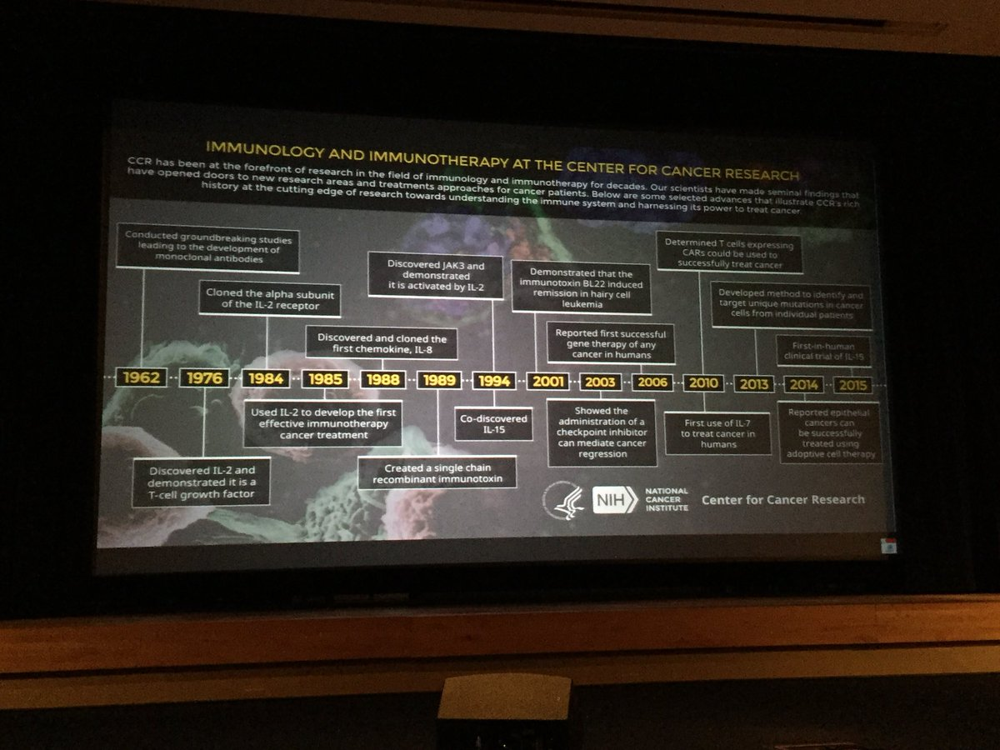 IMMUNOLOGY AND IMMUNOTHERAPY AT THE CENTER FOR CANCER RESEARCH
CCR has been at the forefront of research in the field of immunology and immunotherapy for decades. Our scientists have made seminal findings that
have opened doors to new research areas and treatments approaches for cancer patients. Below are some selected advances that illustrate CCR's rich
history at the cutting edge of research towards understanding the immune system and harnessing its power to treat cancer.
Conducted groundbreaking studies
leading to the development of
monoclonal antibodies
Cloned the alpha subunit
of the IL-2 receptor
Discovered and cloned the
first chemokine, IL-8
Discovered JAK3 and
demonstrated
it is activated by IL-2
Demonstrated that the
immunotoxin BL22 induced
remission in hairy cell
leukemia
Reported first successful
gene therapy of any
cancer in humans
Determined T cells expressing
CARs could be used to
successfully treat cancer
Developed method to identify and
target unique mutations in cancer
cells from individual patients
First-in-human
clinical trial of IL-15
1962 1976 1984 1985 1988 1989 1994 2001 2003 2006 2010 2013 2014 2015
Discovered IL-2 and
demonstrated it is a
T-cell growth factor
Used IL-2 to develop the first
effective immunotherapy
cancer treatment
Created a single chain
recombinant immunotoxin
Co-discovered
IL-15
Showed the
administration of a
checkpoint inhibitor
can mediate cancer
regression
First use of IL-7
to treat cancer in
humans
Reported epithelial
cancers can
be successfully
treated using
adoptive cell therapy
NIH
NATIONAL
CANCER
INSTITUTE
Center for Cancer Research